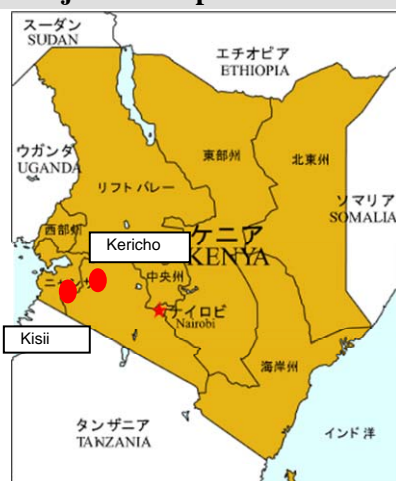 スーダン
SUDAN
エチオピア
ETHIOPIA
ウガンダ
UGANDA
東部州
北東州
リフト バレー
ソマリア
SOMALIA
西部州
Kericho
ケニア
KENYA
中央州
ナイロビ
Nairobi
Kisii
海岸州
タンザニア
TANZANIA
インド 洋